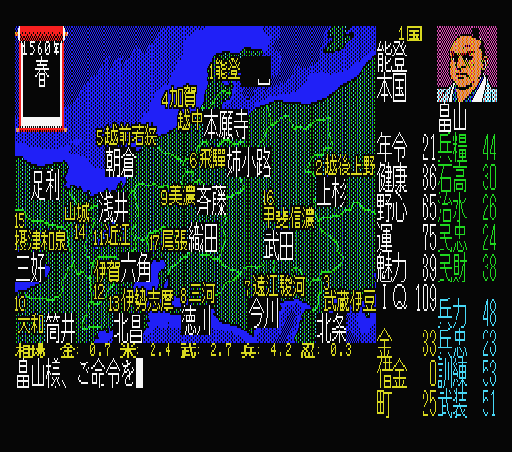 1560年
春
1国
能登
本国
畠山
1能登
4加賀
越中
本願寺
5越前若狭
朝倉
6飛騨
姉小路
2越後上野
上杉
足利
9美濃
斉藤
浅井
山城
14
16
甲斐信濃
武田
15
摂津和泉
11近江
17尾張
織田
三好
伊賀
12
六角
7遠江駿河
今川
3
武蔵伊豆
北条
13伊勢志摩
北畠
8三河
徳川
大和
筒井
相場 金:0.7 米:2.4 武:2.7 兵:4.2 忍:0.3
畠山様、ご命令を
年令 21
健康 86
野心 65
運 75
魅力 89
IQ 109
金 33
借金 0
町 25
兵糧 44
石高 30
治水 26
民忠 24
民財 38
兵力 48
兵忠 23
訓練 53
武装 51